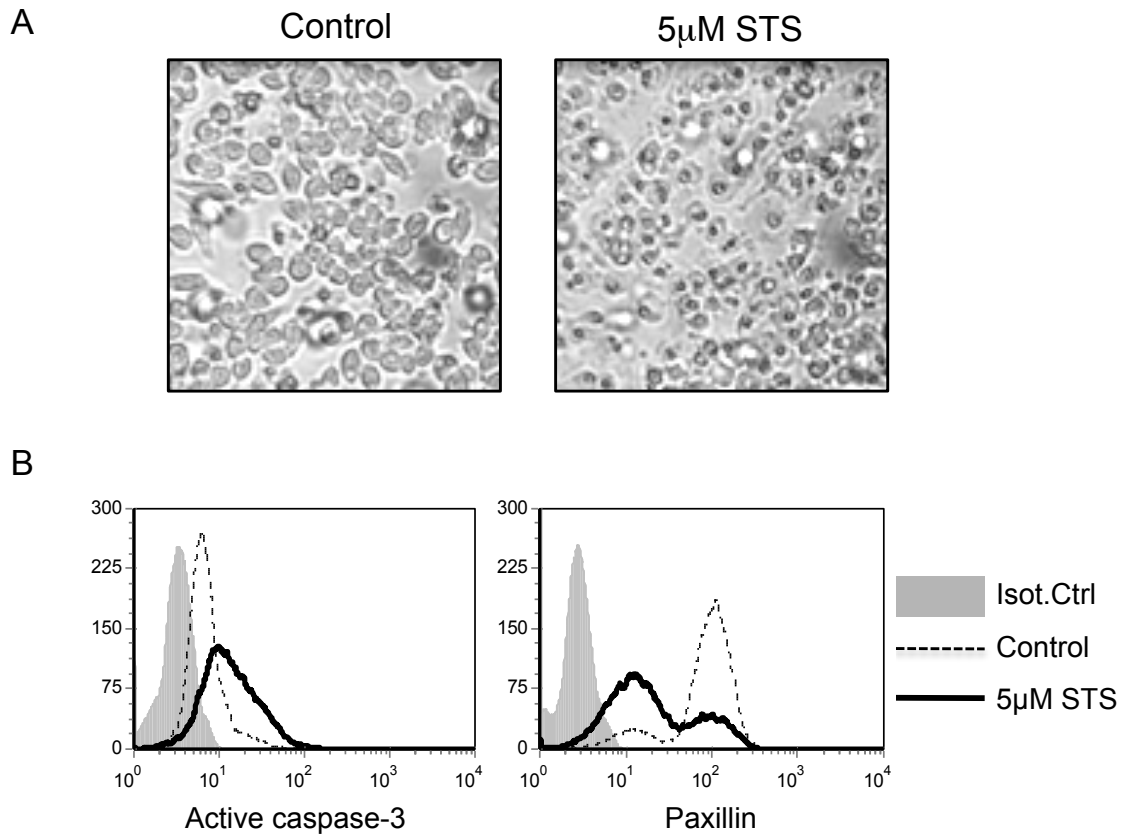 A
Control
5µM STS
B
300
225
150
75
0
10^0
10^1
10^2
10^3
10^4
Active caspase-3
300
225
150
75
0
10^0
10^1
10^2
10^3
10^4
Paxillin
Isot.Ctrl
Control
5µM STS